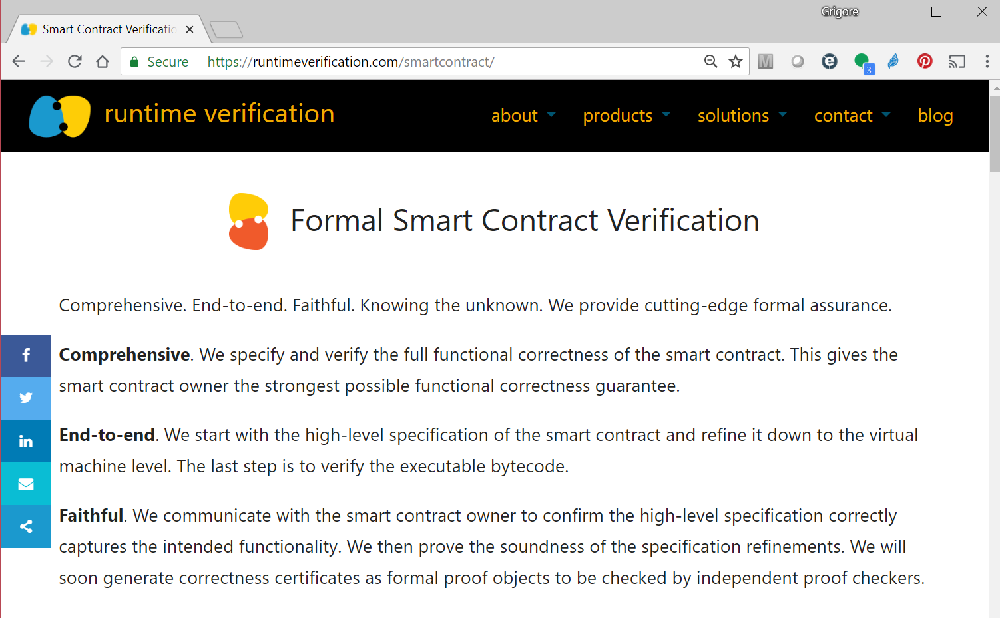 Grigore
Smart Contract Verificatic
Secure https://runtimeverification.com/smartcontract/
M
e
3
runtime verification about products solutions contact blog
Formal Smart Contract Verification
Comprehensive. End-to-end. Faithful. Knowing the unknown. We provide cutting-edge formal assurance.
Comprehensive. We specify and verify the full functional correctness of the smart contract. This gives the
smart contract owner the strongest possible functional correctness guarantee.
End-to-end. We start with the high-level specification of the smart contract and refine it down to the virtual
machine level. The last step is to verify the executable bytecode.
Faithful. We communicate with the smart contract owner to confirm the high-level specification correctly
captures the intended functionality. We then prove the soundness of the specification refinements. We will
soon generate correctness certificates as formal proof objects to be checked by independent proof checkers.
f
in